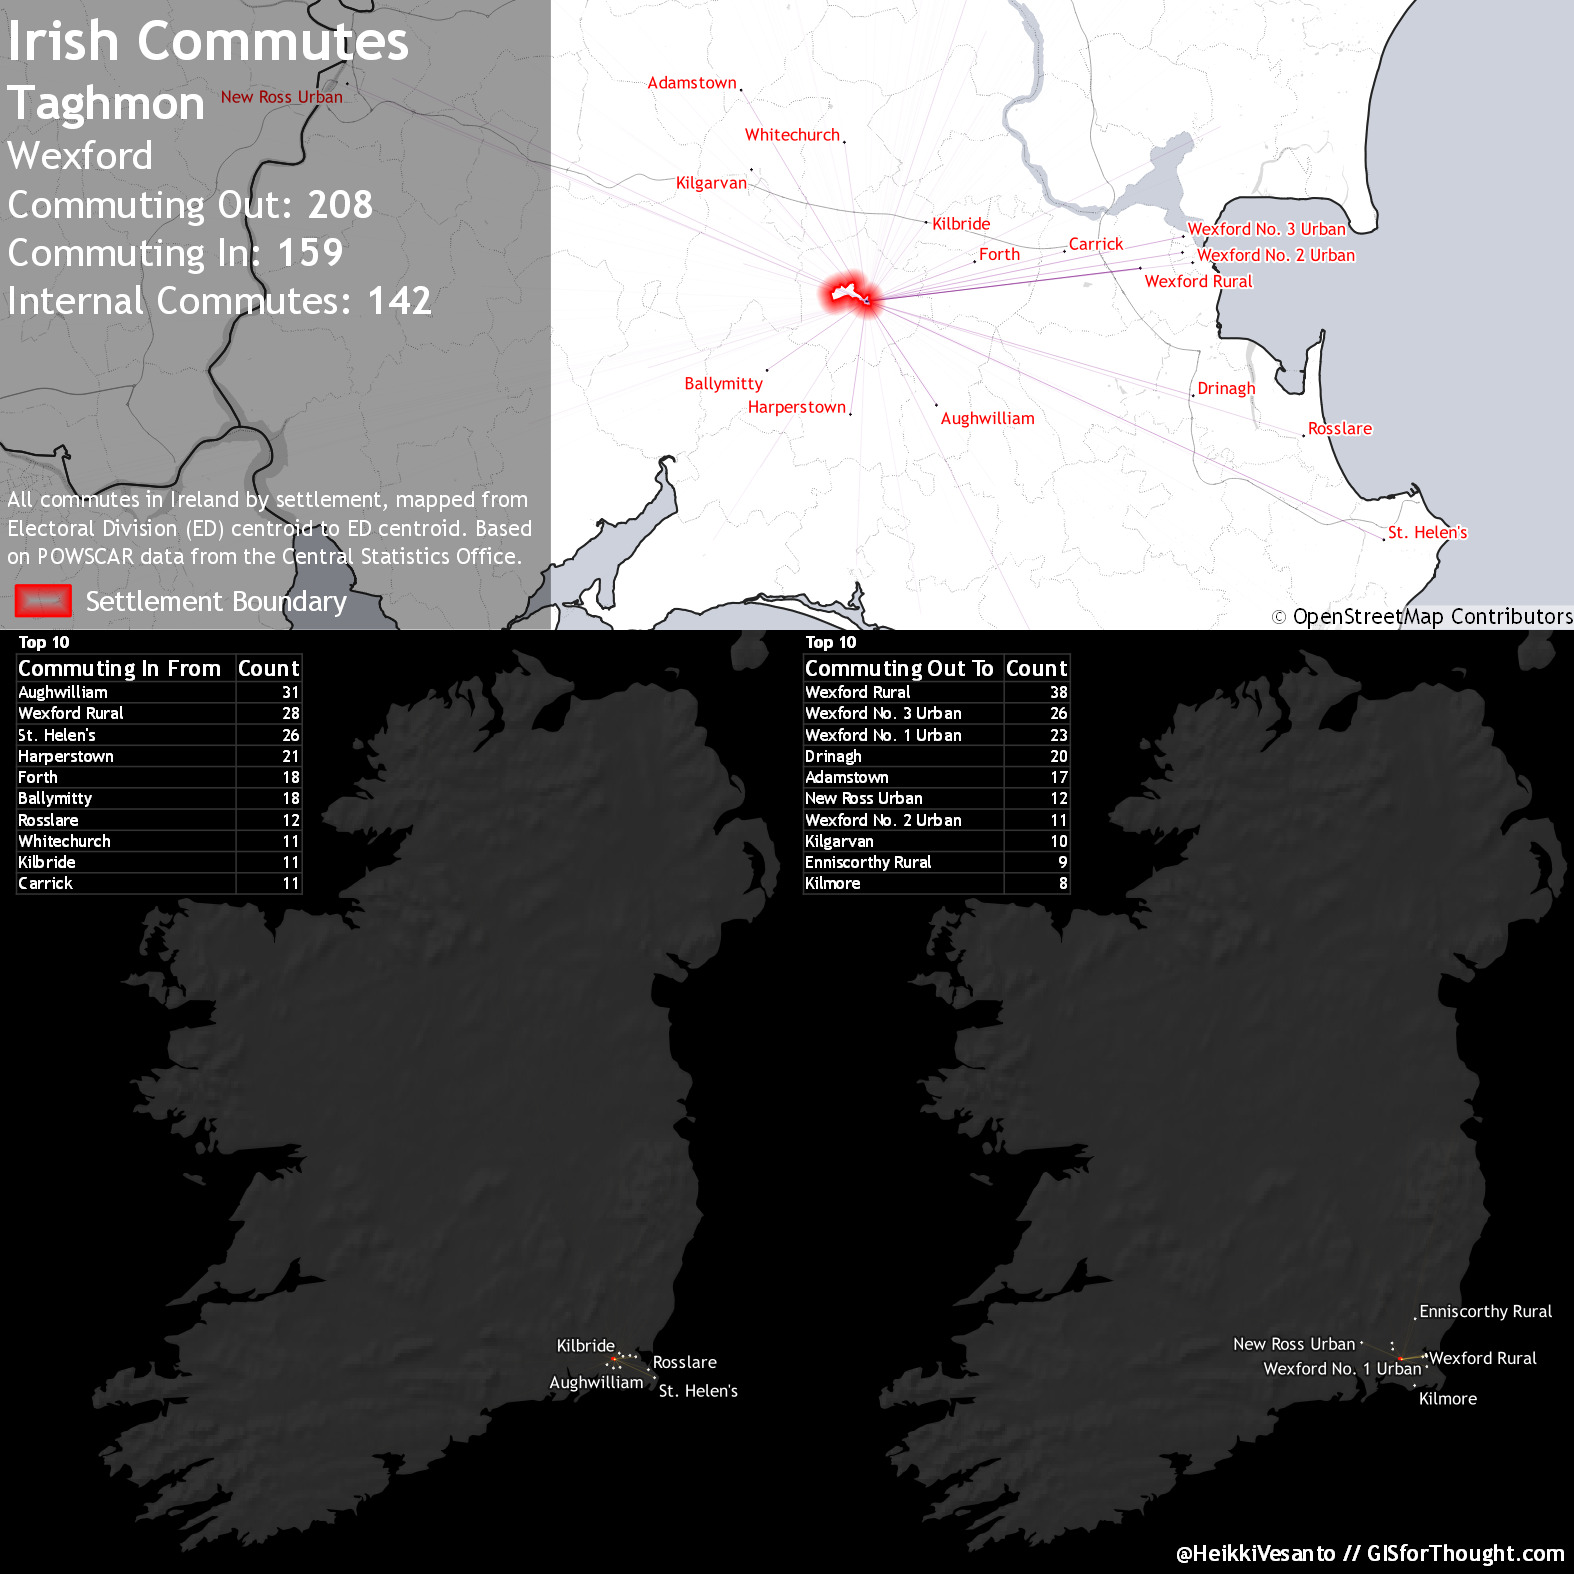 Irish Commutes
Taghmon
Wexford
Commuting Out: 208
Commuting In: 159
Internal Commutes: 142
All commutes in Ireland by settlement, mapped from
Electoral Division (ED) centroid to ED centroid. Based
on POWSCAR data from the Central Statistics Office.
Settlement Boundary
New Ross Urban
Adamstown
Whitechurch
Kilgarvan
Kilbride
Forth
Carrick
Wexford No. 3 Urban
Wexford No. 2 Urban
Wexford Rural
Ballymitty
Harperstown
Aughwilliam
Drinagh
Rosslare
St. Helen's
© OpenStreetMap Contributors
Top 10
Commuting In From Count
Aughwilliam 31
Wexford Rural 28
St. Helen's 26
Harperstown 21
Forth 18
Ballymitty 18
Rosslare 12
Whitechurch 11
Kilbride 11
Carrick 11
Top 10
Commuting Out To Count
Wexford Rural 38
Wexford No. 3 Urban 26
Wexford No. 1 Urban 23
Drinagh 20
Adamstown 17
New Ross Urban 12
Wexford No. 2 Urban 11
Kilgarvan 10
Enniscorthy Rural 9
Kilmore 8
Kilbride
Rosslare
Aughwilliam
St. Helen's
Enniscorthy Rural
New Ross Urban
Wexford Rural
Wexford No. 1 Urban
Kilmore
@HeikkiVesanto // GISforThought.com